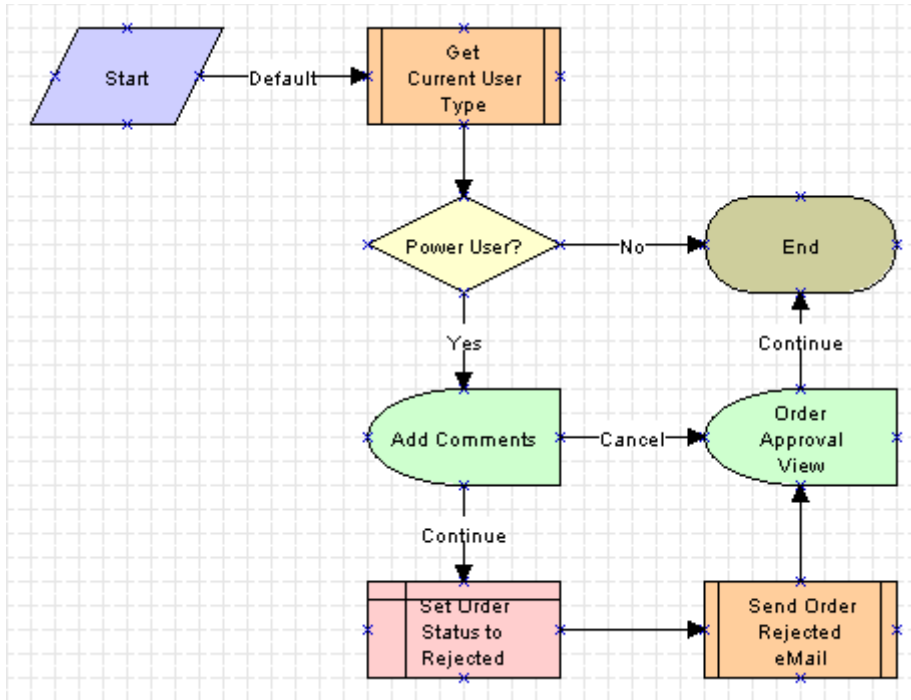 Start
Default
Get
Current User
Type
Power User?
No
End
Yes
Continue
Add Comments
Cancel
Order
Approval
View
Continue
Set Order
Status to
Rejected
Send Order
Rejected
eMail